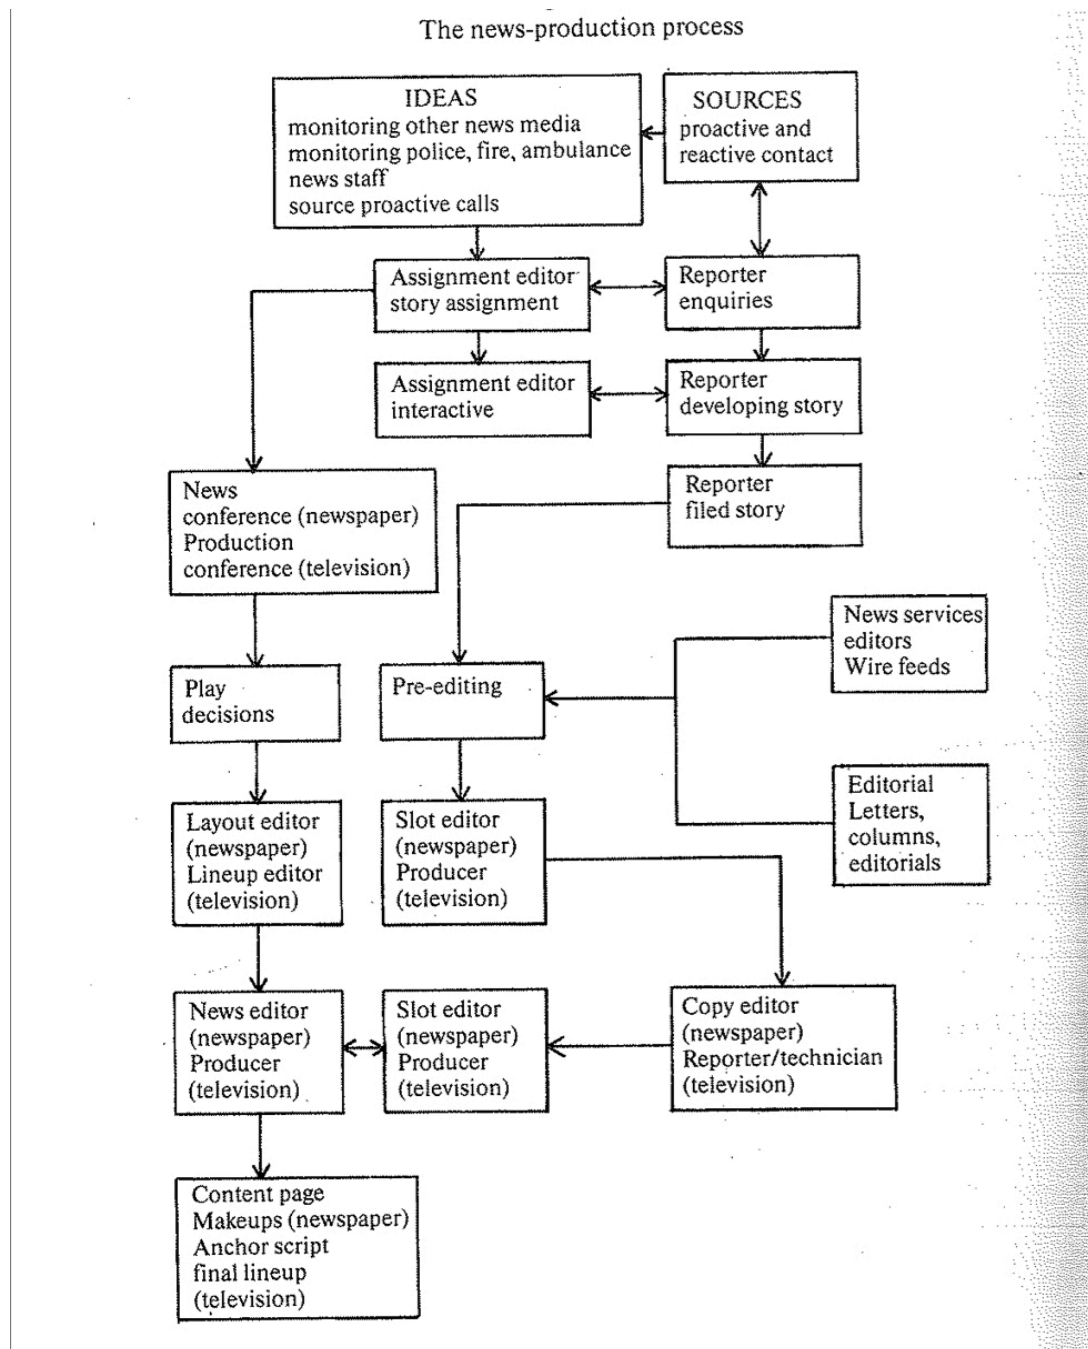 The news-production process
IDEAS
monitoring other news media
monitoring police, fire, ambulance
news staff
source proactive calls
SOURCES
proactive and
reactive contact
Assignment editor
story assignment
Reporter
enquiries
Assignment editor
interactive
Reporter
developing story
News
conference (newspaper)
Production
conference (television)
Reporter
filed story
News services
editors
Wire feeds
Play
decisions
Pre-editing
Editorial
Letters,
columns,
editorials
Layout editor
(newspaper)
Lineup editor
(television)
Slot editor
(newspaper)
Producer
(television)
News editor
(newspaper)
Producer
(television)
Slot editor
(newspaper)
Producer
(television)
Copy editor
(newspaper)
Reporter/technician
(television)
Content page
Makeups (newspaper)
Anchor script
final lineup
(television)